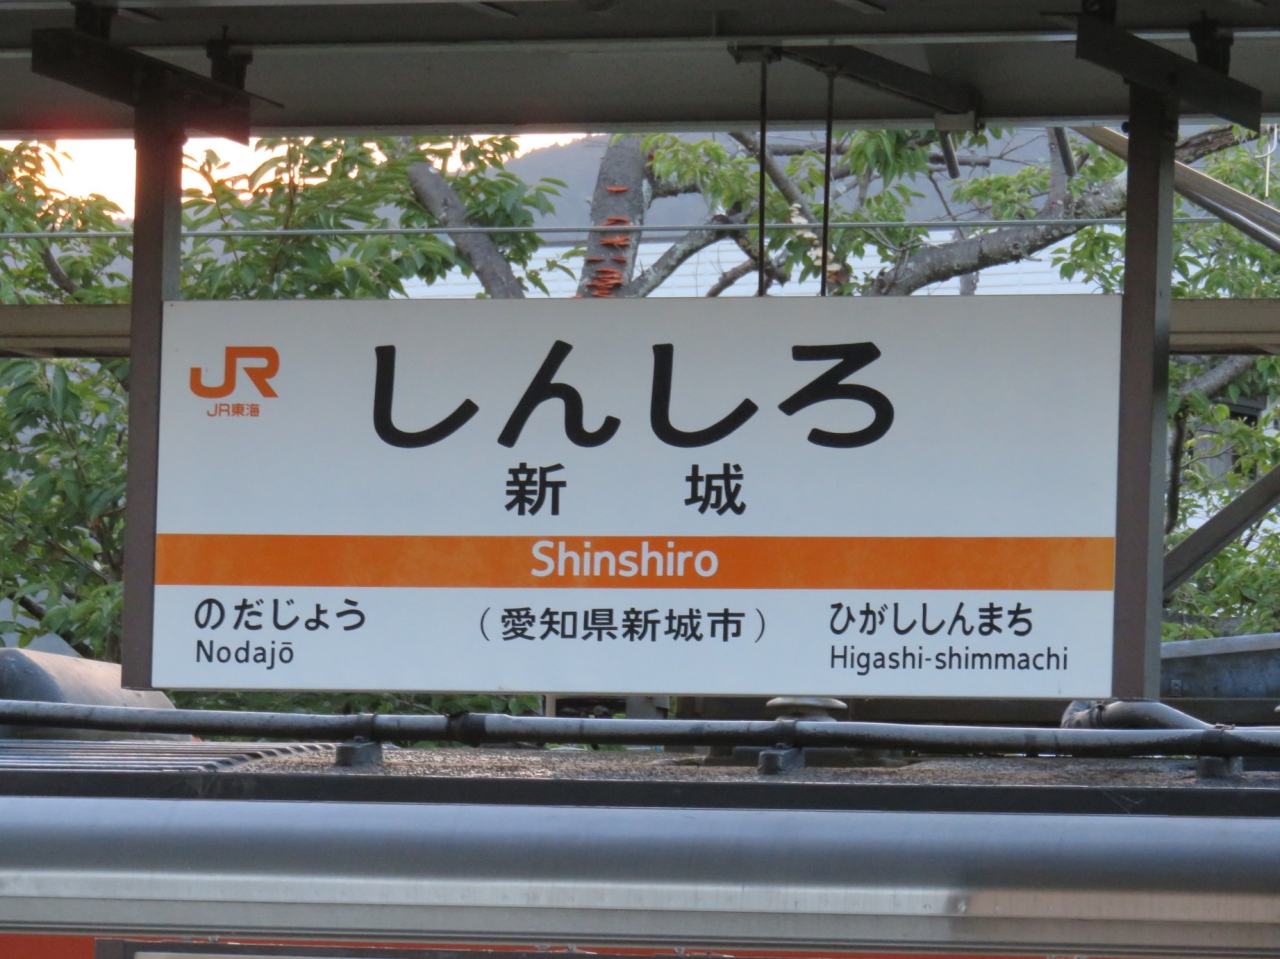 JR
JR東海
しんしろ
新城
Shinshiro
のだじょう
Nodajō
（愛知県新城市）
ひがししんまち
Higashi-shimmachi